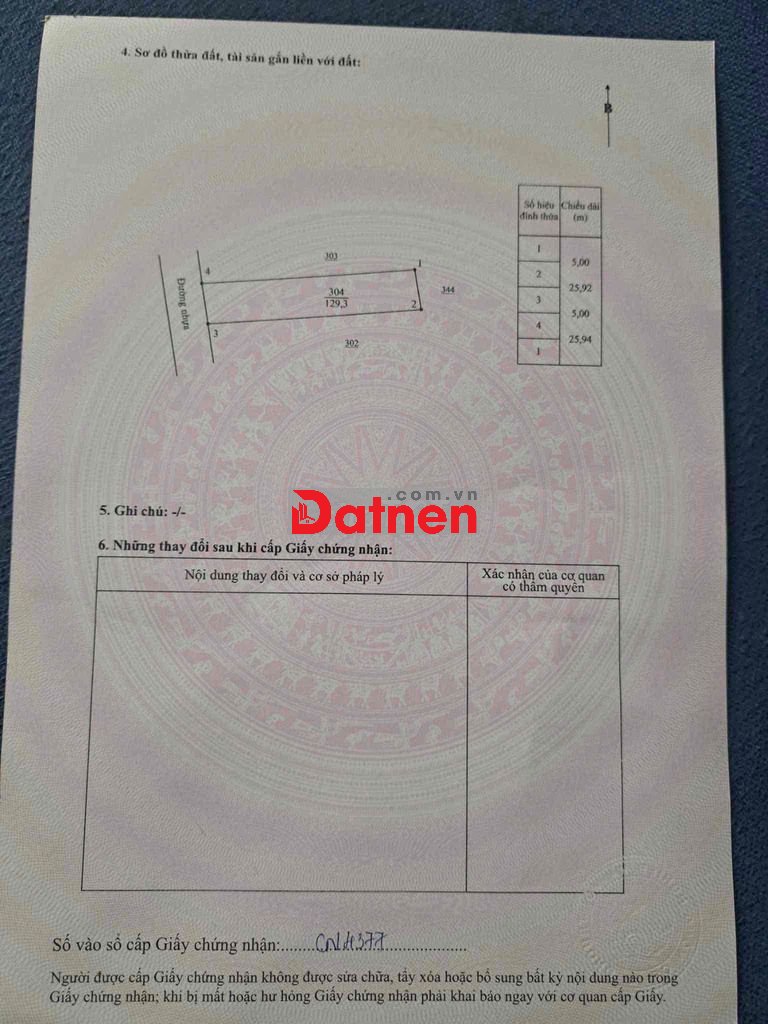 4. Sơ đồ thửa đất, tài sản gắn liền với đất:
B
Số hiệu đỉnh thửa
Chiều dài (m)
1
5,00
2
25,92
3
5,00
4
25,94
1
303
4
1
Đường nhựa
304
129,3
344
2
3
302
.com.vn
Datnen
5. Ghi chú: -/-
6. Những thay đổi sau khi cấp Giấy chứng nhận:
Nội dung thay đổi và cơ sở pháp lý
Xác nhận của cơ quan
có thẩm quyền
Số vào sổ cấp Giấy chứng nhận:........CN4377....................
Người được cấp Giấy chứng nhận không được sửa chữa, tẩy xóa hoặc bổ sung bất kỳ nội dung nào trong
Giấy chứng nhận; khi bị mất hoặc hư hỏng Giấy chứng nhận phải khai báo ngay với cơ quan cấp Giấy.